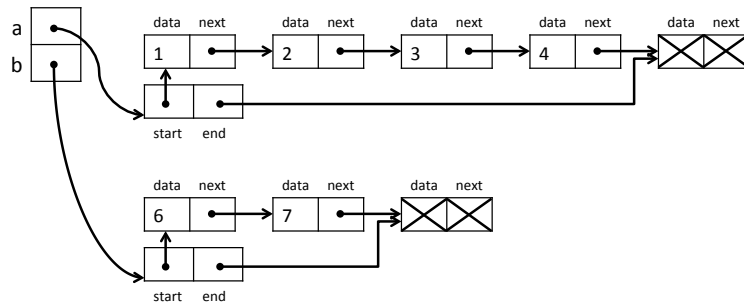 data next data next data next data next data next
a
1 2 3 4
b
start end
data next data next data next
6 7
start end